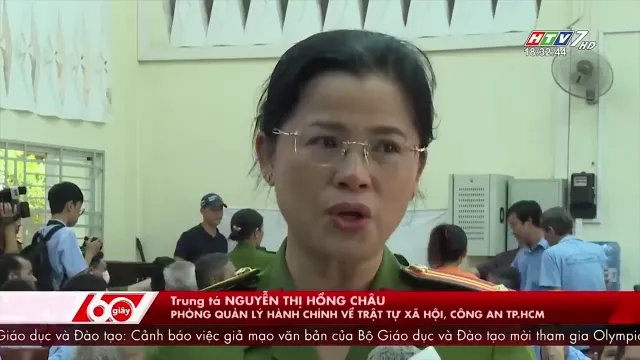 HTV7 HD
18:32:44
60 giây
Trung tá NGUYỄN THỊ HỒNG CHÂU
PHÒNG QUẢN LÝ HÀNH CHÍNH VỀ TRẬT TỰ XÃ HỘI, CÔNG AN TP.HCM
Giáo dục và Đào tạo: Cảnh báo việc giả mạo văn bản của Bộ Giáo dục và Đào tạo mời tham gia Olympi